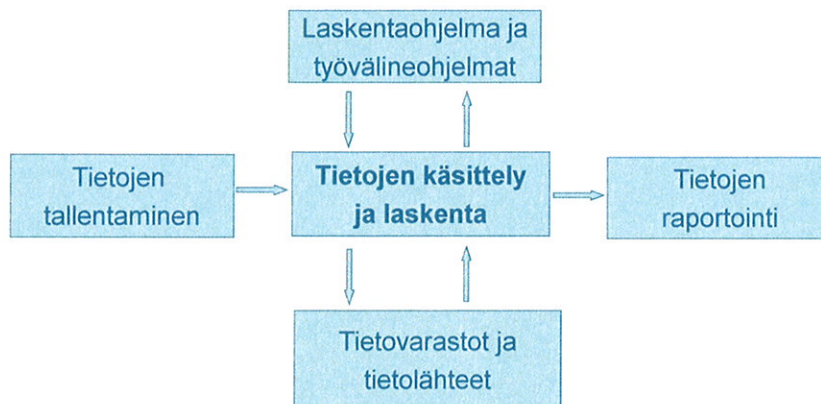 Laskentaohjelma ja
työvälineohjelmat
Tietojen
tallentaminen
Tietojen käsittely
ja laskenta
Tietojen
raportointi
Tietovarastot ja
tietolähteet